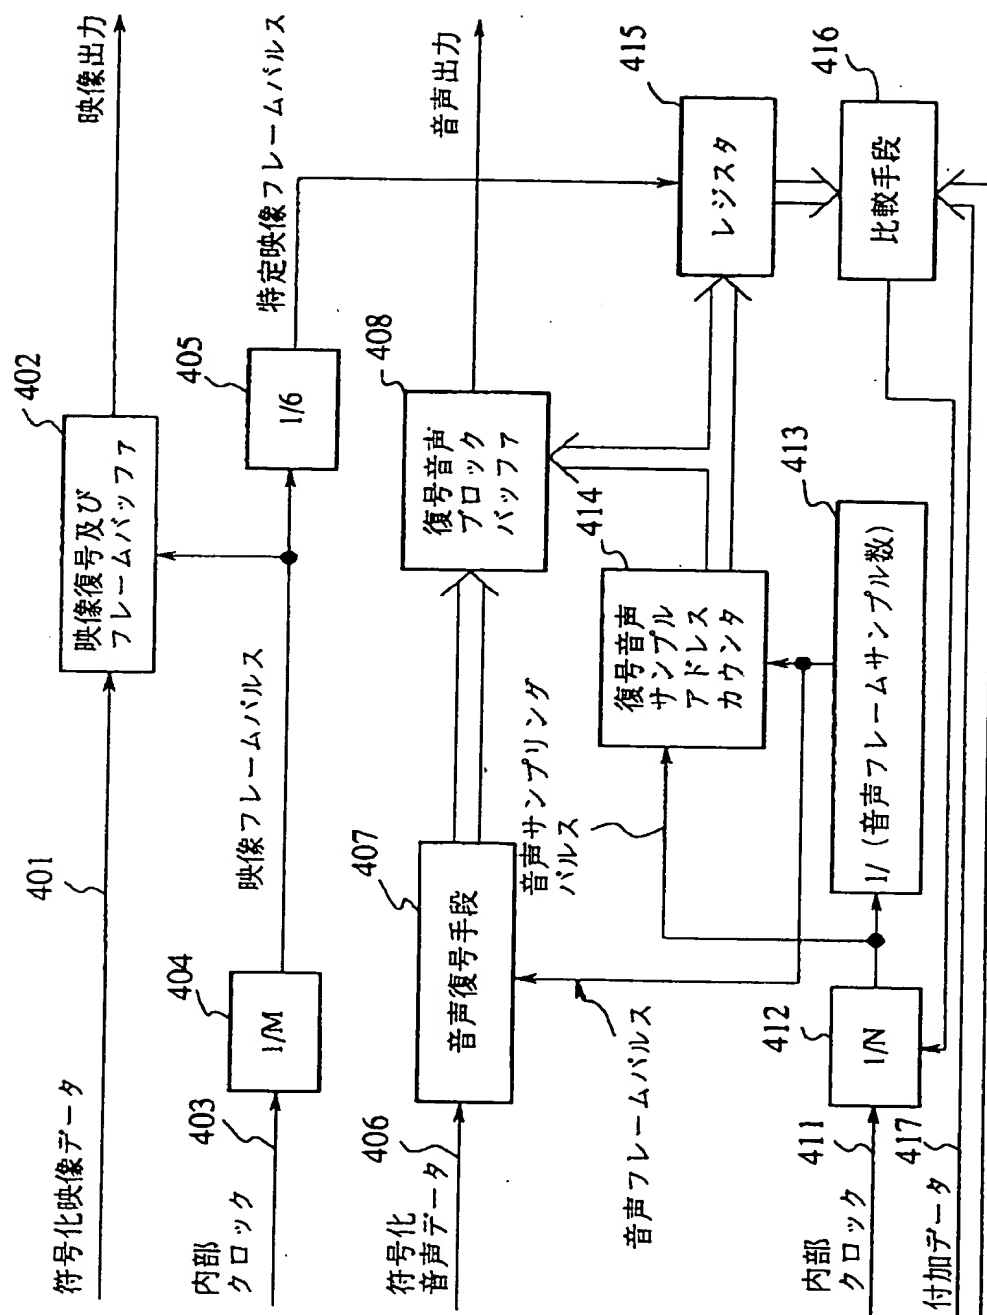 符号化映像データ
401
映像復号及び
フレームバッファ
402
映像出力
内部
クロック
403
1/M
404
映像フレームパルス
1/6
405
特定映像フレームパルス
符号化
音声データ
406
音声復号手段
407
復号音声
ブロック
バッファ
408
音声出力
音声サンプリング
パルス
復号音声
サンプル
アドレス
カウンタ
414
レジスタ
415
音声フレームパルス
内部
クロック
411
1/N
412
1/(音声フレームサンプル数)
413
比較手段
416
付加データ
417